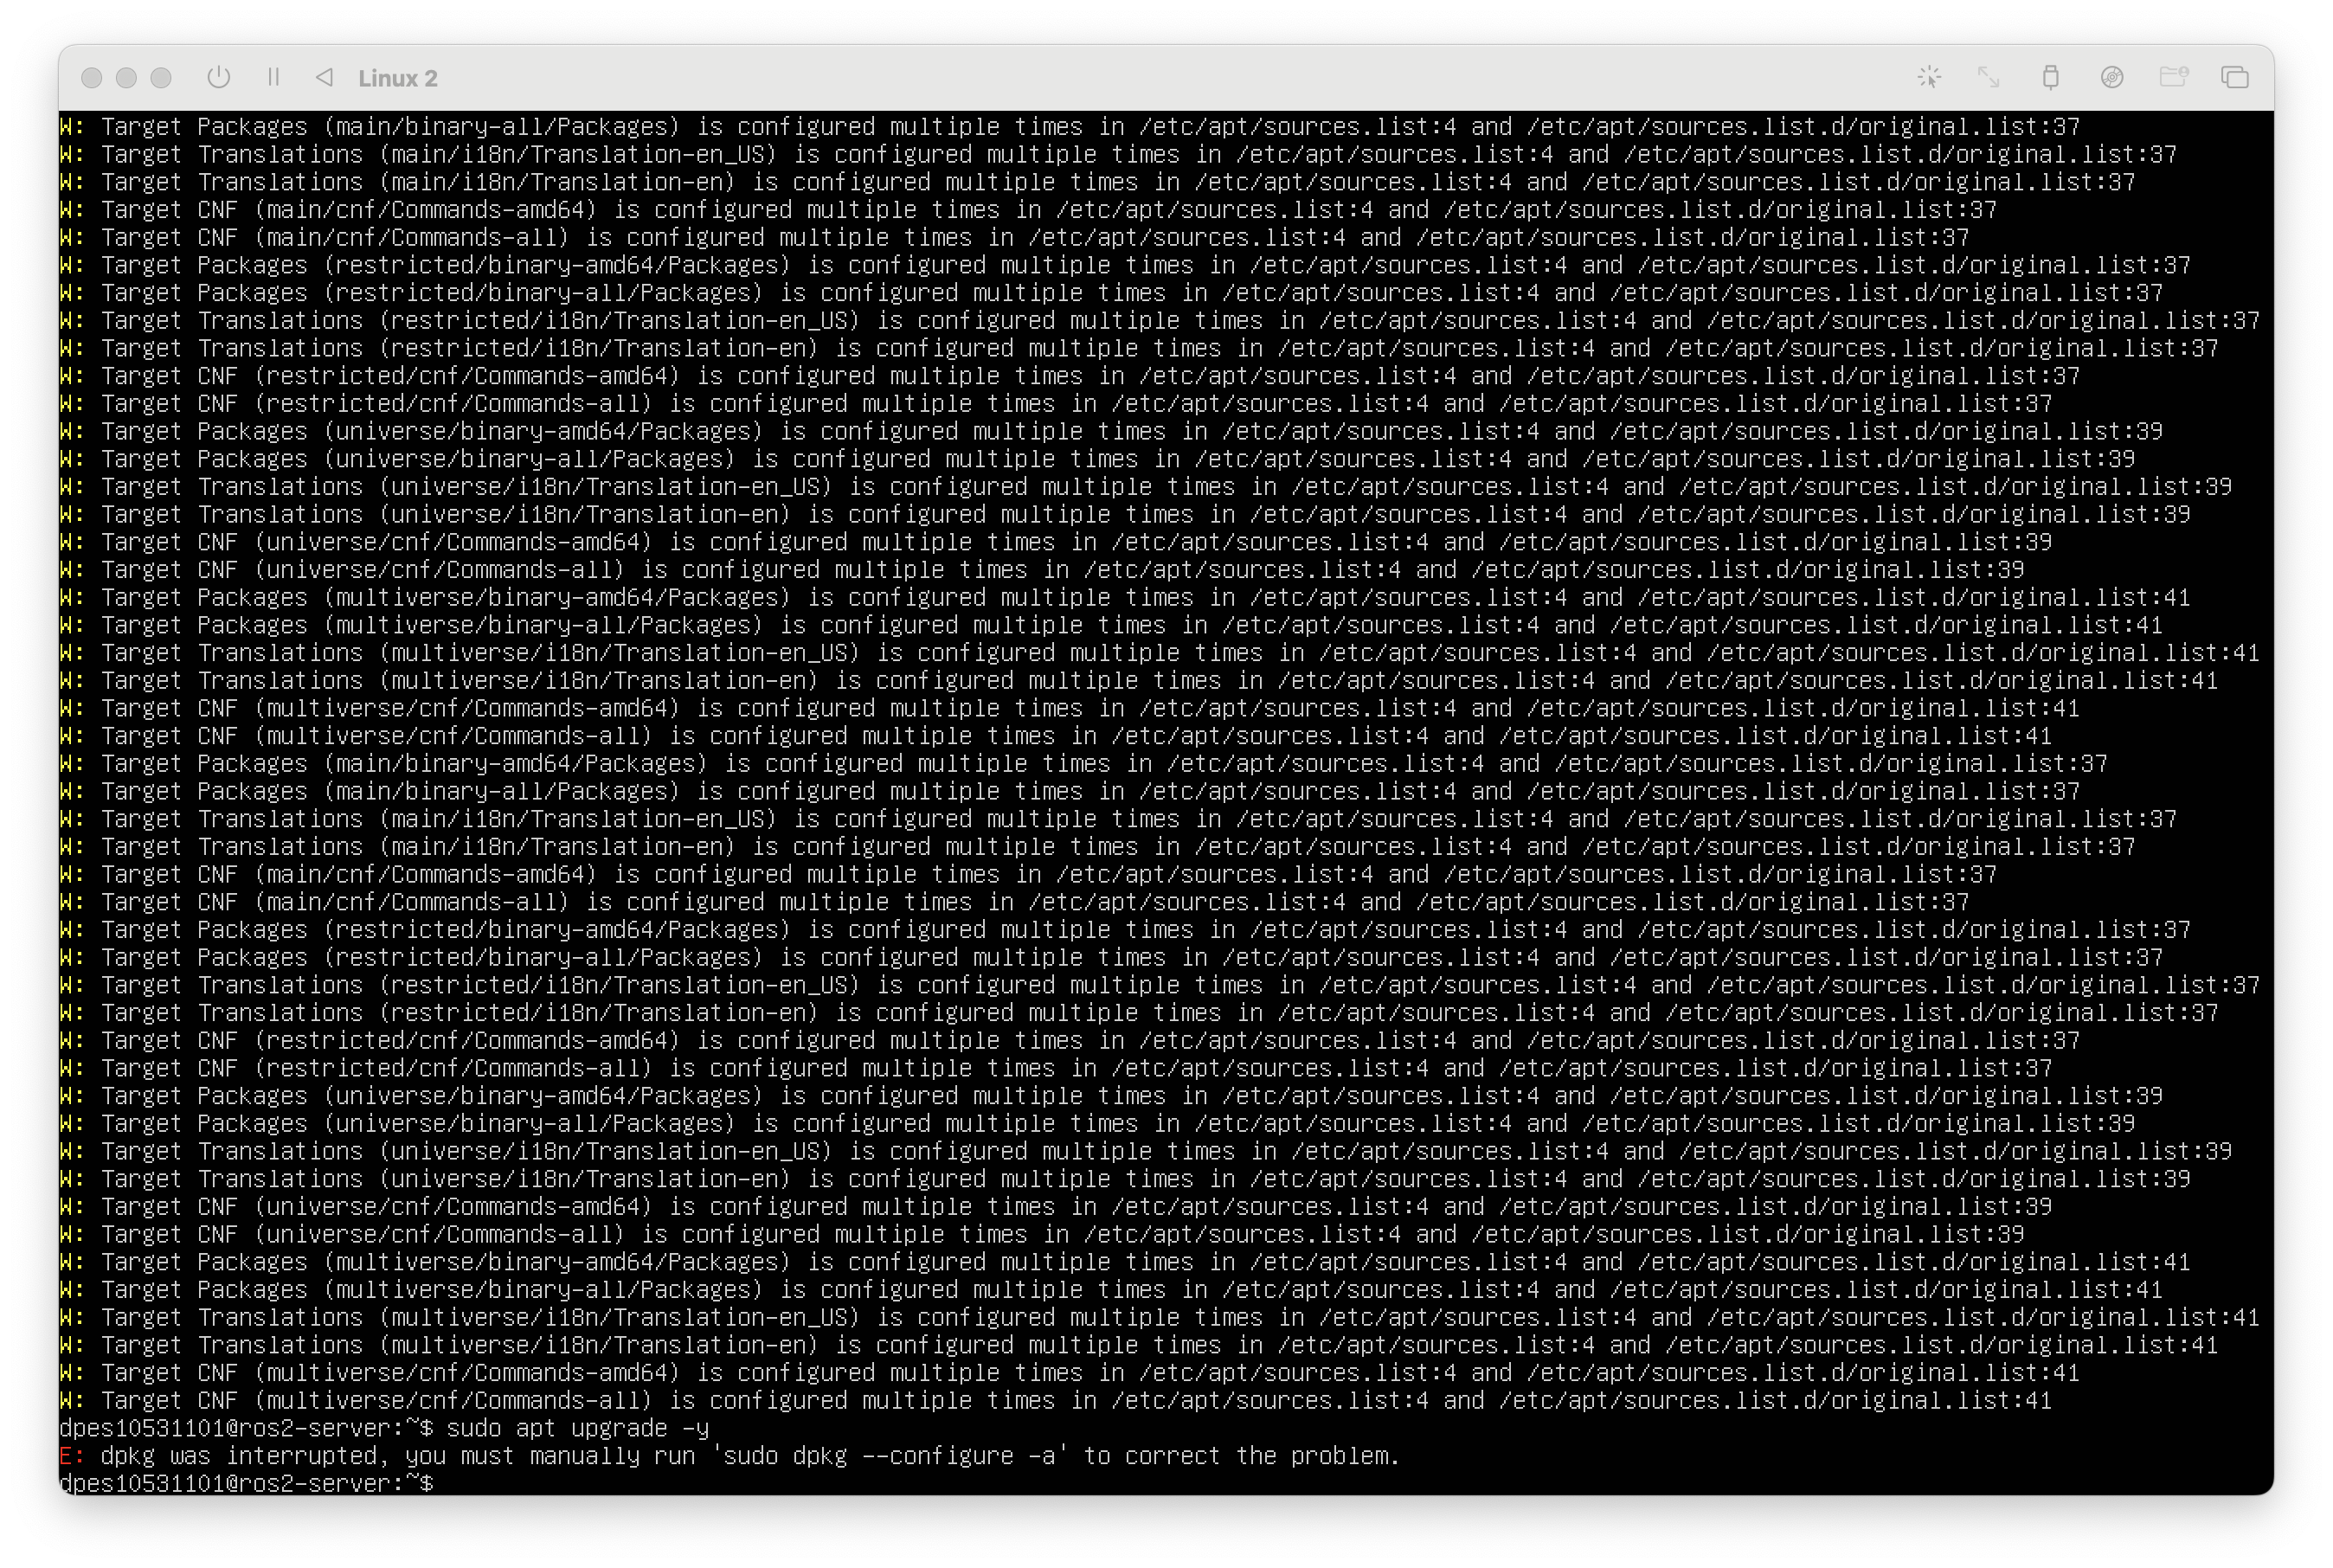 Linux 2
W: Target Packages (main/binary-all/Packages) is configured multiple times in /etc/apt/sources.list:4 and /etc/apt/sources.list.d/original.list:37
W: Target Translations (main/i18n/Translation-en_US) is configured multiple times in /etc/apt/sources.list:4 and /etc/apt/sources.list.d/original.list:37
W: Target Translations (main/i18n/Translation-en) is configured multiple times in /etc/apt/sources.list:4 and /etc/apt/sources.list.d/original.list:37
W: Target CNF (main/cnf/Commands-amd64) is configured multiple times in /etc/apt/sources.list:4 and /etc/apt/sources.list.d/original.list:37
W: Target CNF (main/cnf/Commands-all) is configured multiple times in /etc/apt/sources.list:4 and /etc/apt/sources.list.d/original.list:37
W: Target Packages (restricted/binary-amd64/Packages) is configured multiple times in /etc/apt/sources.list:4 and /etc/apt/sources.list.d/original.list:37
W: Target Packages (restricted/binary-all/Packages) is configured multiple times in /etc/apt/sources.list:4 and /etc/apt/sources.list.d/original.list:37
W: Target Translations (restricted/i18n/Translation-en_US) is configured multiple times in /etc/apt/sources.list:4 and /etc/apt/sources.list.d/original.list:37
W: Target Translations (restricted/i18n/Translation-en) is configured multiple times in /etc/apt/sources.list:4 and /etc/apt/sources.list.d/original.list:37
W: Target CNF (restricted/cnf/Commands-amd64) is configured multiple times in /etc/apt/sources.list:4 and /etc/apt/sources.list.d/original.list:37
W: Target CNF (restricted/cnf/Commands-all) is configured multiple times in /etc/apt/sources.list:4 and /etc/apt/sources.list.d/original.list:37
W: Target Packages (universe/binary-amd64/Packages) is configured multiple times in /etc/apt/sources.list:4 and /etc/apt/sources.list.d/original.list:39
W: Target Packages (universe/binary-all/Packages) is configured multiple times in /etc/apt/sources.list:4 and /etc/apt/sources.list.d/original.list:39
W: Target Translations (universe/i18n/Translation-en_US) is configured multiple times in /etc/apt/sources.list:4 and /etc/apt/sources.list.d/original.list:39
W: Target Translations (universe/i18n/Translation-en) is configured multiple times in /etc/apt/sources.list:4 and /etc/apt/sources.list.d/original.list:39
W: Target CNF (universe/cnf/Commands-amd64) is configured multiple times in /etc/apt/sources.list:4 and /etc/apt/sources.list.d/original.list:39
W: Target CNF (universe/cnf/Commands-all) is configured multiple times in /etc/apt/sources.list:4 and /etc/apt/sources.list.d/original.list:39
W: Target Packages (multiverse/binary-amd64/Packages) is configured multiple times in /etc/apt/sources.list:4 and /etc/apt/sources.list.d/original.list:41
W: Target Packages (multiverse/binary-all/Packages) is configured multiple times in /etc/apt/sources.list:4 and /etc/apt/sources.list.d/original.list:41
W: Target Translations (multiverse/i18n/Translation-en_US) is configured multiple times in /etc/apt/sources.list:4 and /etc/apt/sources.list.d/original.list:41
W: Target Translations (multiverse/i18n/Translation-en) is configured multiple times in /etc/apt/sources.list:4 and /etc/apt/sources.list.d/original.list:41
W: Target CNF (multiverse/cnf/Commands-amd64) is configured multiple times in /etc/apt/sources.list:4 and /etc/apt/sources.list.d/original.list:41
W: Target CNF (multiverse/cnf/Commands-all) is configured multiple times in /etc/apt/sources.list:4 and /etc/apt/sources.list.d/original.list:41
W: Target Packages (main/binary-amd64/Packages) is configured multiple times in /etc/apt/sources.list:4 and /etc/apt/sources.list.d/original.list:37
W: Target Packages (main/binary-all/Packages) is configured multiple times in /etc/apt/sources.list:4 and /etc/apt/sources.list.d/original.list:37
W: Target Translations (main/i18n/Translation-en_US) is configured multiple times in /etc/apt/sources.list:4 and /etc/apt/sources.list.d/original.list:37
W: Target Translations (main/i18n/Translation-en) is configured multiple times in /etc/apt/sources.list:4 and /etc/apt/sources.list.d/original.list:37
W: Target CNF (main/cnf/Commands-amd64) is configured multiple times in /etc/apt/sources.list:4 and /etc/apt/sources.list.d/original.list:37
W: Target CNF (main/cnf/Commands-all) is configured multiple times in /etc/apt/sources.list:4 and /etc/apt/sources.list.d/original.list:37
W: Target Packages (restricted/binary-amd64/Packages) is configured multiple times in /etc/apt/sources.list:4 and /etc/apt/sources.list.d/original.list:37
W: Target Packages (restricted/binary-all/Packages) is configured multiple times in /etc/apt/sources.list:4 and /etc/apt/sources.list.d/original.list:37
W: Target Translations (restricted/i18n/Translation-en_US) is configured multiple times in /etc/apt/sources.list:4 and /etc/apt/sources.list.d/original.list:37
W: Target Translations (restricted/i18n/Translation-en) is configured multiple times in /etc/apt/sources.list:4 and /etc/apt/sources.list.d/original.list:37
W: Target CNF (restricted/cnf/Commands-amd64) is configured multiple times in /etc/apt/sources.list:4 and /etc/apt/sources.list.d/original.list:37
W: Target CNF (restricted/cnf/Commands-all) is configured multiple times in /etc/apt/sources.list:4 and /etc/apt/sources.list.d/original.list:37
W: Target Packages (universe/binary-amd64/Packages) is configured multiple times in /etc/apt/sources.list:4 and /etc/apt/sources.list.d/original.list:39
W: Target Packages (universe/binary-all/Packages) is configured multiple times in /etc/apt/sources.list:4 and /etc/apt/sources.list.d/original.list:39
W: Target Translations (universe/i18n/Translation-en_US) is configured multiple times in /etc/apt/sources.list:4 and /etc/apt/sources.list.d/original.list:39
W: Target Translations (universe/i18n/Translation-en) is configured multiple times in /etc/apt/sources.list:4 and /etc/apt/sources.list.d/original.list:39
W: Target CNF (universe/cnf/Commands-amd64) is configured multiple times in /etc/apt/sources.list:4 and /etc/apt/sources.list.d/original.list:39
W: Target CNF (universe/cnf/Commands-all) is configured multiple times in /etc/apt/sources.list:4 and /etc/apt/sources.list.d/original.list:39
W: Target Packages (multiverse/binary-amd64/Packages) is configured multiple times in /etc/apt/sources.list:4 and /etc/apt/sources.list.d/original.list:41
W: Target Packages (multiverse/binary-all/Packages) is configured multiple times in /etc/apt/sources.list:4 and /etc/apt/sources.list.d/original.list:41
W: Target Translations (multiverse/i18n/Translation-en_US) is configured multiple times in /etc/apt/sources.list:4 and /etc/apt/sources.list.d/original.list:41
W: Target Translations (multiverse/i18n/Translation-en) is configured multiple times in /etc/apt/sources.list:4 and /etc/apt/sources.list.d/original.list:41
W: Target CNF (multiverse/cnf/Commands-amd64) is configured multiple times in /etc/apt/sources.list:4 and /etc/apt/sources.list.d/original.list:41
W: Target CNF (multiverse/cnf/Commands-all) is configured multiple times in /etc/apt/sources.list:4 and /etc/apt/sources.list.d/original.list:41
dpes10531101@ros2-server:~$ sudo apt upgrade -y
E: dpkg was interrupted, you must manually run 'sudo dpkg --configure -a' to correct the problem.
dpes10531101@ros2-server:~$